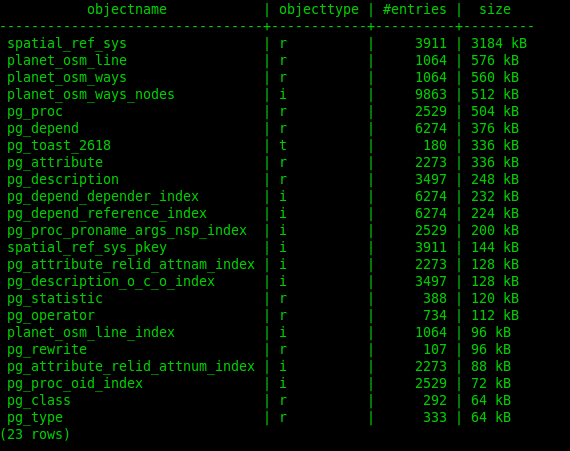 objectname | objecttype | #entries | size
---------------------------------+------------+----------+---------
spatial_ref_sys | r | 3911 | 3184 kB
planet_osm_line | r | 1064 | 576 kB
planet_osm_ways | r | 1064 | 560 kB
planet_osm_ways_nodes | i | 9863 | 512 kB
pg_proc | r | 2529 | 504 kB
pg_depend | r | 6274 | 376 kB
pg_toast_2618 | t | 180 | 336 kB
pg_attribute | r | 2273 | 336 kB
pg_description | r | 3497 | 248 kB
pg_depend_depender_index | i | 6274 | 232 kB
pg_depend_reference_index | i | 6274 | 224 kB
pg_proc_proname_args_nsp_index | i | 2529 | 200 kB
spatial_ref_sys_pkey | i | 3911 | 144 kB
pg_attribute_relid_attnam_index | i | 2273 | 128 kB
pg_description_o_c_o_index | i | 3497 | 128 kB
pg_statistic | r | 388 | 120 kB
pg_operator | r | 734 | 112 kB
planet_osm_line_index | i | 1064 | 96 kB
pg_rewrite | r | 107 | 96 kB
pg_attribute_relid_attnum_index | i | 2273 | 88 kB
pg_proc_oid_index | i | 2529 | 72 kB
pg_class | r | 292 | 64 kB
pg_type | r | 333 | 64 kB
(23 rows)